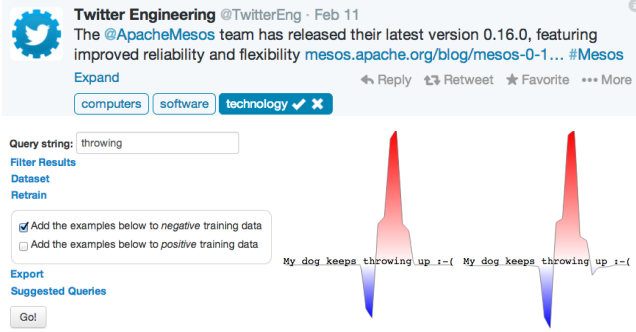 Twitter Engineering @TwitterEng · Feb 11
The @ApacheMesos team has released their latest version 0.16.0, featuring
improved reliability and flexibility mesos.apache.org/blog/mesos-0-1… #Mesos
Expand
Reply Retweet Favorite ••• More
computers software technology
Query string: throwing
Filter Results
Dataset
Retrain
Add the examples below to negative training data
Add the examples below to positive training data
Export
Suggested Queries
Go!
My dog keeps throwing up :-(
My dog keeps throwing up :-(